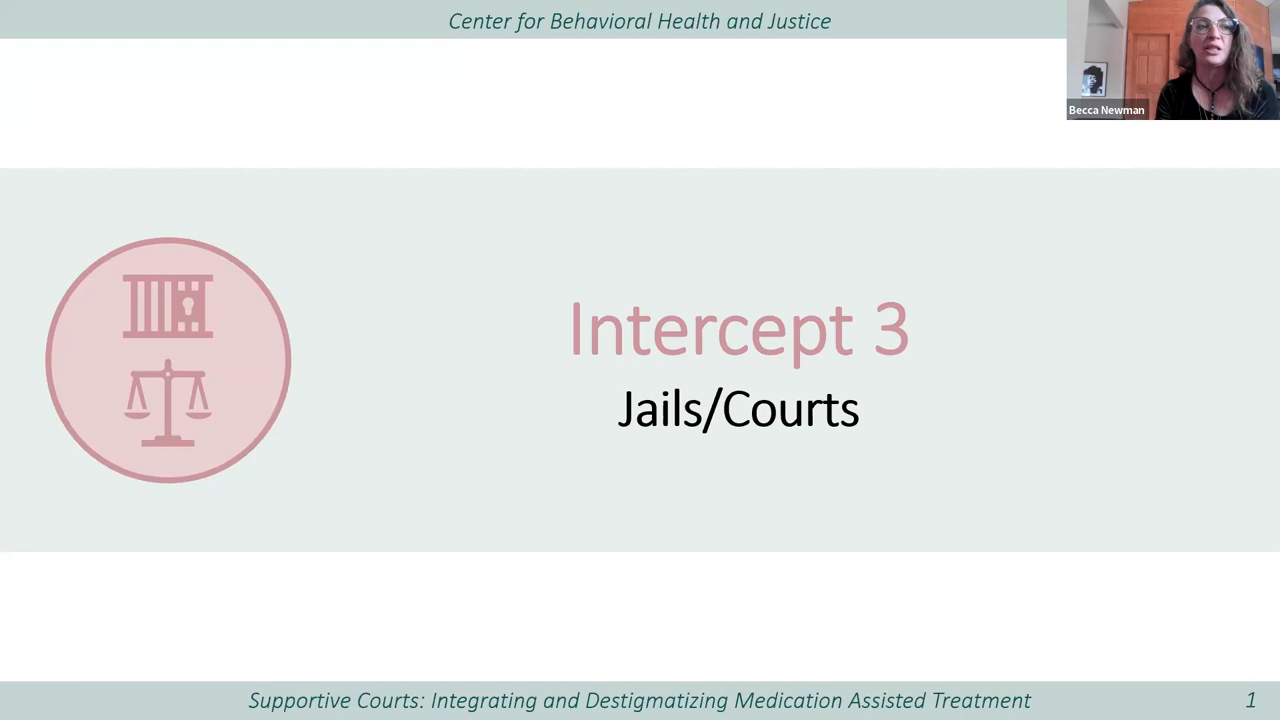 Center for Behavioral Health and Justice
Becca Newman
Intercept 3
Jails/Courts
Supportive Courts: Integrating and Destigmatizing Medication Assisted Treatment
1